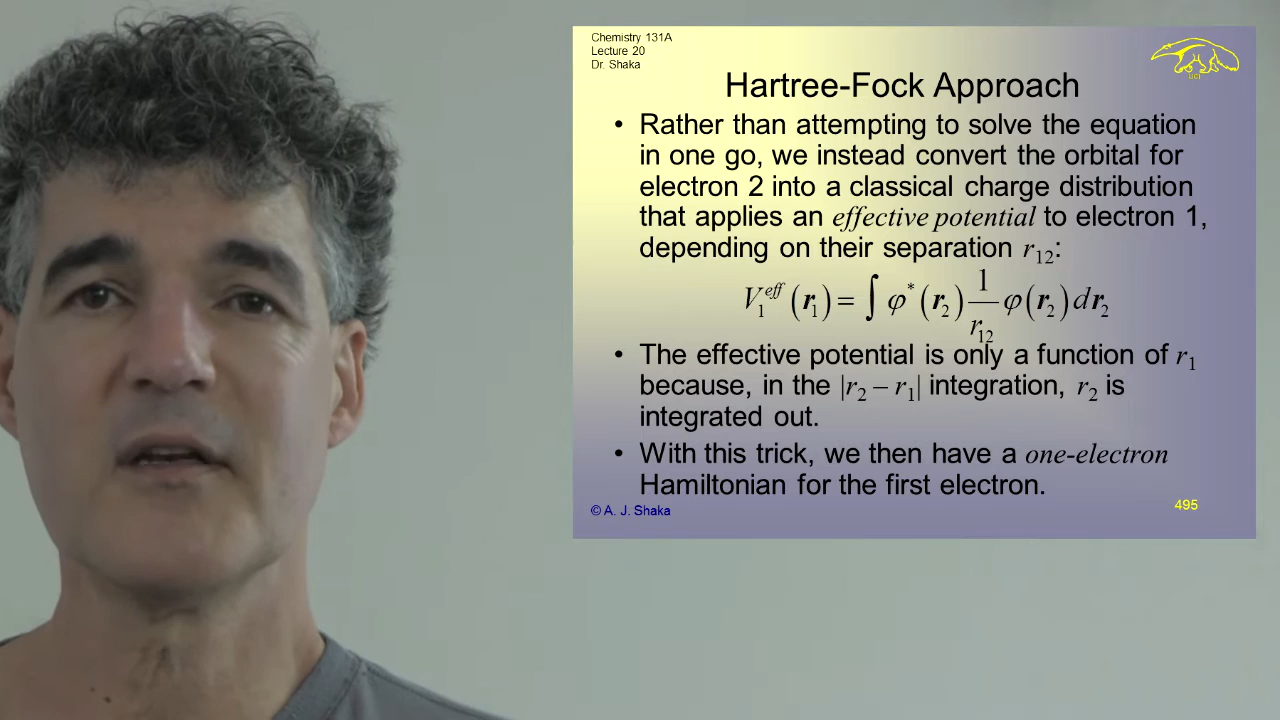 Chemistry 131A
Lecture 20
Dr. Shaka
UCI
Hartree-Fock Approach
• Rather than attempting to solve the equation
in one go, we instead convert the orbital for
electron 2 into a classical charge distribution
that applies an effective potential to electron 1,
depending on their separation r₁₂:
V₁ᵉᶠᶠ(r₁) = ∫ φ*(r₂) 1/r₁₂ φ(r₂) dr₂
• The effective potential is only a function of r₁
because, in the |r₂ – r₁| integration, r₂ is
integrated out.
• With this trick, we then have a one-electron
Hamiltonian for the first electron.
© A. J. Shaka
495